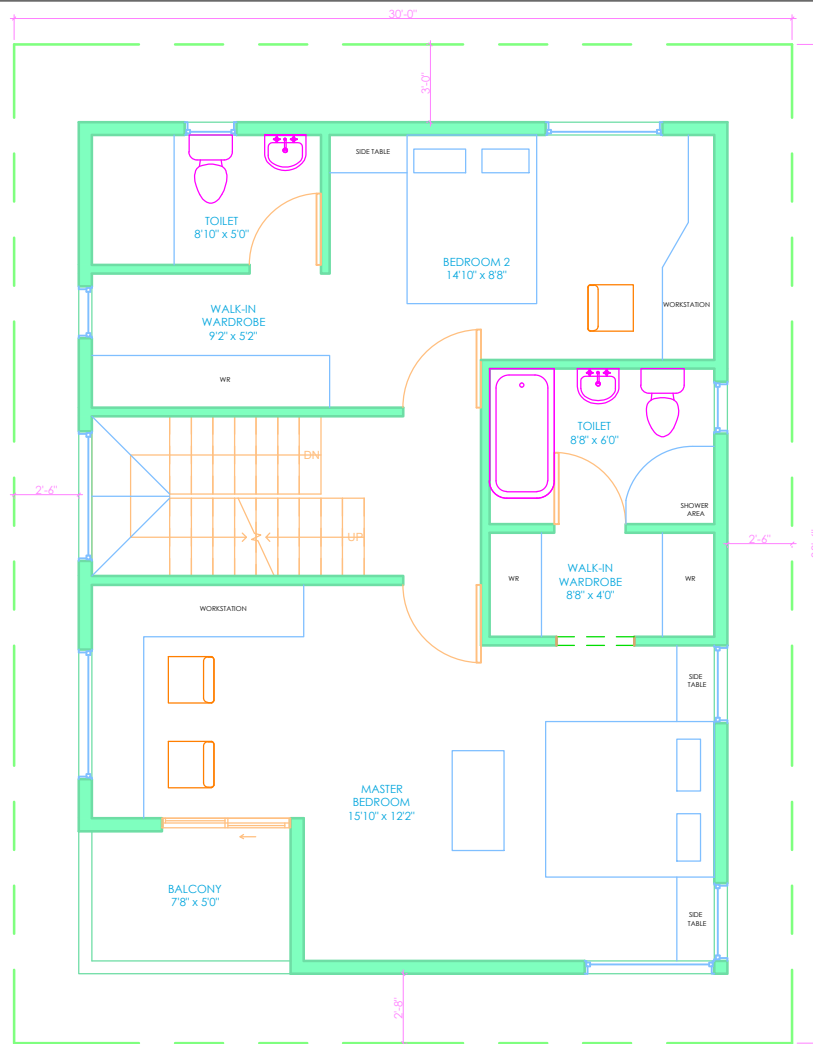 30'-0"
3'-0"
SIDE TABLE
TOILET
8'10" x 5'0"
BEDROOM 2
14'10" x 8'8"
WALK-IN
WARDROBE
9'2" x 5'2"
WORKSTATION
WR
TOILET
8'8" x 6'0"
DN
2'-6"
SHOWER
AREA
UP
2'-6"
WALK-IN
WARDROBE
8'8" x 4'0"
WR
WR
WORKSTATION
SIDE
TABLE
MASTER
BEDROOM
15'10" x 12'2"
BALCONY
7'8" x 5'0"
SIDE
TABLE
2'-8"